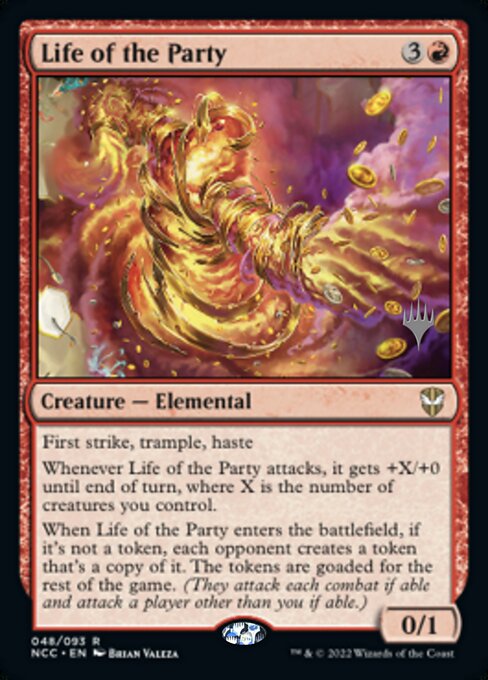 Life of the Party 3
Creature — Elemental
First strike, trample, haste
Whenever Life of the Party attacks, it gets +X/+0
until end of turn, where X is the number of
creatures you control.
When Life of the Party enters the battlefield, if
it's not a token, each opponent creates a token
that's a copy of it. The tokens are goaded for the
rest of the game. (They attack each combat if able
and attack a player other than you if able.)
0/1
048/093 R
NCC • EN Brian Valeza
™ & © 2022 Wizards of the Coast